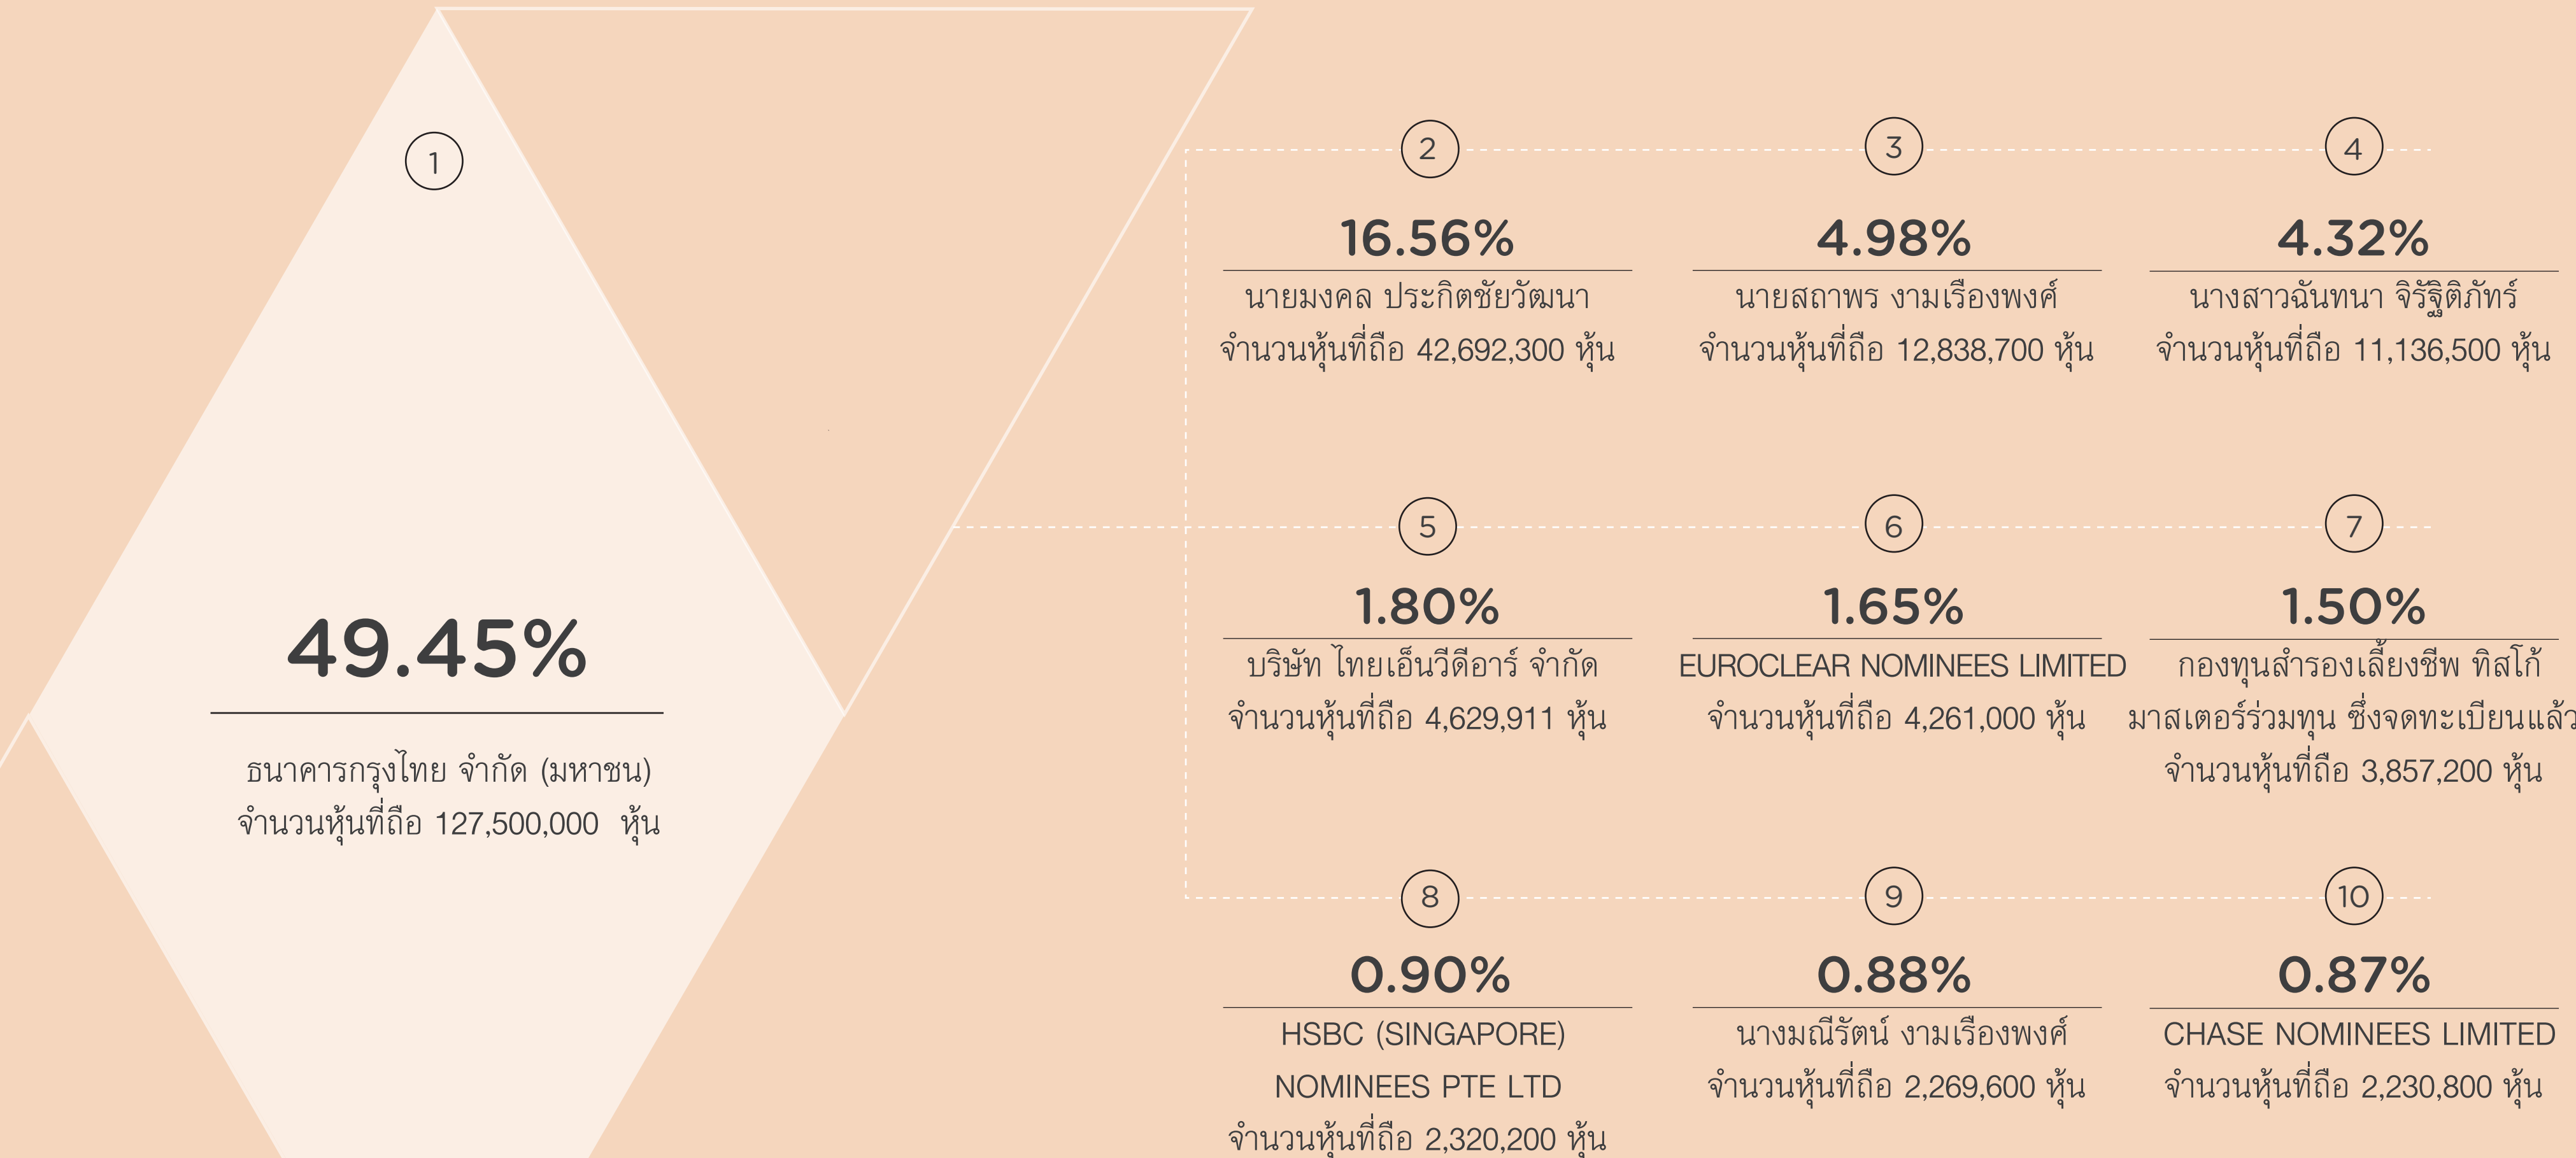 1
49.45%
ธนาคารกรุงไทย จำกัด (มหาชน)
จำนวนหุ้นที่ถือ 127,500,000 หุ้น
2
16.56%
นายมงคล ประกิตชัยวัฒนา
จำนวนหุ้นที่ถือ 42,692,300 หุ้น
3
4.98%
นายสถาพร งามเรืองพงศ์
จำนวนหุ้นที่ถือ 12,838,700 หุ้น
4
4.32%
นางสาวฉันทนา จิรัฐิติภัทร์
จำนวนหุ้นที่ถือ 11,136,500 หุ้น
5
1.80%
บริษัท ไทยเอ็นวีดีอาร์ จำกัด
จำนวนหุ้นที่ถือ 4,629,911 หุ้น
6
1.65%
EUROCLEAR NOMINEES LIMITED
จำนวนหุ้นที่ถือ 4,261,000 หุ้น
7
1.50%
กองทุนสำรองเลี้ยงชีพ ทิสโก้
มาสเตอร์ร่วมทุน ซึ่งจดทะเบียนแล้ว
จำนวนหุ้นที่ถือ 3,857,200 หุ้น
8
0.90%
HSBC (SINGAPORE)
NOMINEES PTE LTD
จำนวนหุ้นที่ถือ 2,320,200 หุ้น
9
0.88%
นางมณีรัตน์ งามเรืองพงศ์
จำนวนหุ้นที่ถือ 2,269,600 หุ้น
10
0.87%
CHASE NOMINEES LIMITED
จำนวนหุ้นที่ถือ 2,230,800 หุ้น